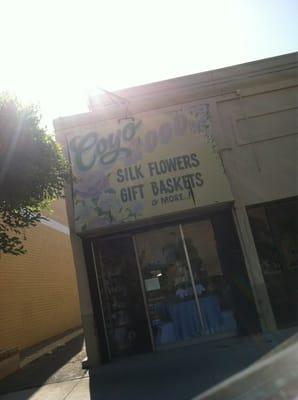 Coyo
SILK FLOWERS
GIFT BASKETS
& MORE...